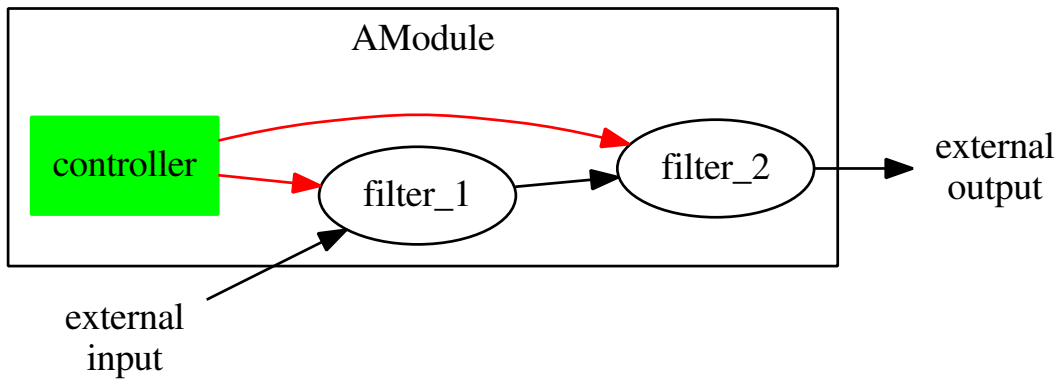 AModule
controller
filter_1
filter_2
external
output
external
input